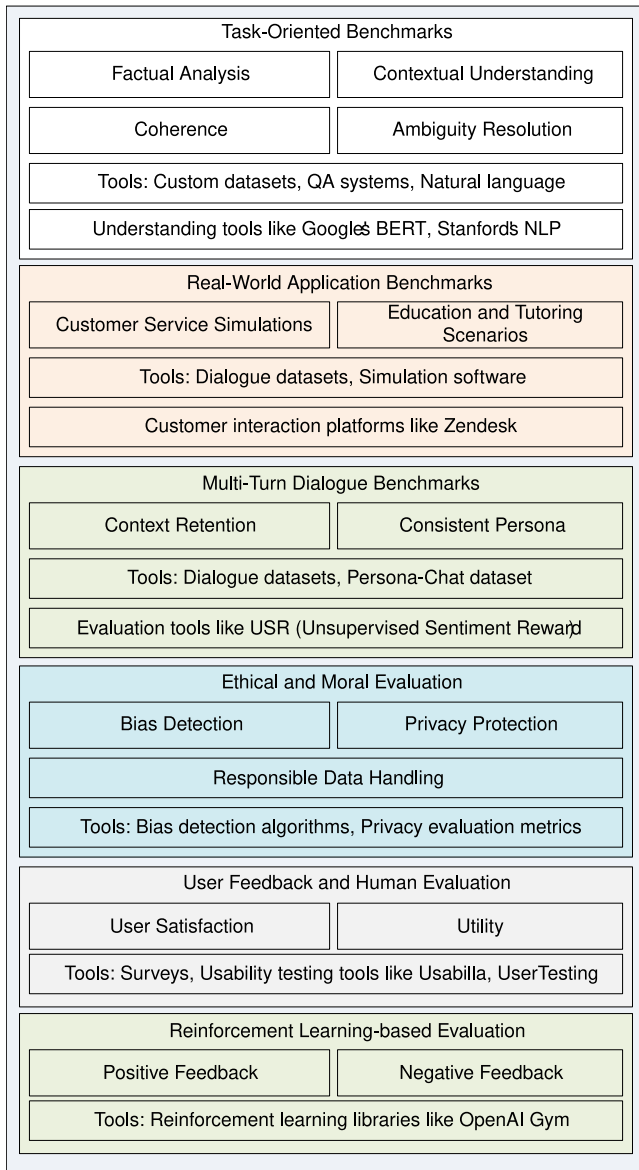 Task-Oriented Benchmarks
Factual Analysis
Contextual Understanding
Coherence
Ambiguity Resolution
Tools: Custom datasets, QA systems, Natural language
Understanding tools like Google's BERT, Stanford's NLP
Real-World Application Benchmarks
Customer Service Simulations
Education and Tutoring
Scenarios
Tools: Dialogue datasets, Simulation software
Customer interaction platforms like Zendesk
Multi-Turn Dialogue Benchmarks
Context Retention
Consistent Persona
Tools: Dialogue datasets, Persona-Chat dataset
Evaluation tools like USR (Unsupervised Sentiment Reward)
Ethical and Moral Evaluation
Bias Detection
Privacy Protection
Responsible Data Handling
Tools: Bias detection algorithms, Privacy evaluation metrics
User Feedback and Human Evaluation
User Satisfaction
Utility
Tools: Surveys, Usability testing tools like Usabilla, UserTesting
Reinforcement Learning-based Evaluation
Positive Feedback
Negative Feedback
Tools: Reinforcement learning libraries like OpenAI Gym